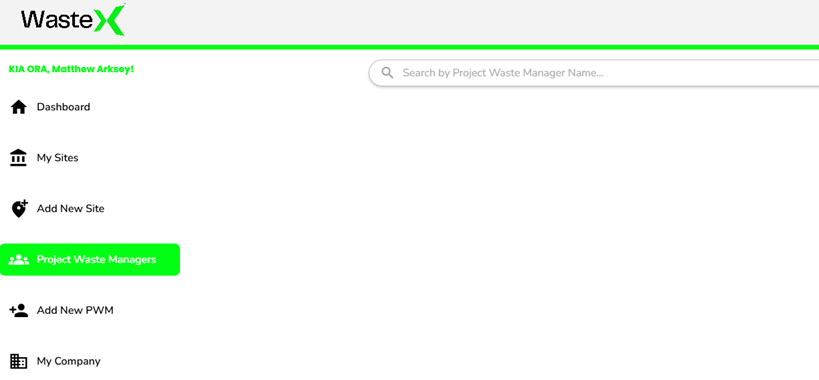 WasteX
KIA ORA, Matthew Arksey!
Search by Project Waste Manager Name...
Dashboard
My Sites
Add New Site
Project Waste Managers
Add New PWM
My Company